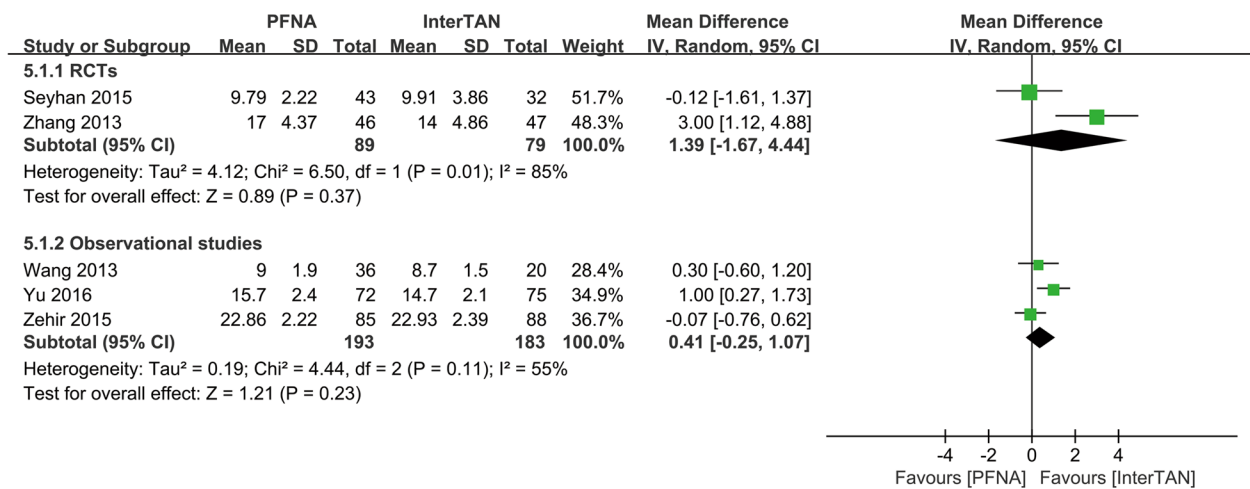 PFNA InterTAN Mean Difference Mean Difference
Study or Subgroup Mean SD Total Mean SD Total Weight IV, Random, 95% CI IV, Random, 95% CI
5.1.1 RCTs
Seyhan 2015 9.79 2.22 43 9.91 3.86 32 51.7% -0.12 [-1.61, 1.37]
Zhang 2013 17 4.37 46 14 4.86 47 48.3% 3.00 [1.12, 4.88]
Subtotal (95% CI) 89 79 100.0% 1.39 [-1.67, 4.44]
Heterogeneity: Tau² = 4.12; Chi² = 6.50, df = 1 (P = 0.01); I² = 85%
Test for overall effect: Z = 0.89 (P = 0.37)
5.1.2 Observational studies
Wang 2013 9 1.9 36 8.7 1.5 20 28.4% 0.30 [-0.60, 1.20]
Yu 2016 15.7 2.4 72 14.7 2.1 75 34.9% 1.00 [0.27, 1.73]
Zehir 2015 22.86 2.22 85 22.93 2.39 88 36.7% -0.07 [-0.76, 0.62]
Subtotal (95% CI) 193 183 100.0% 0.41 [-0.25, 1.07]
Heterogeneity: Tau² = 0.19; Chi² = 4.44, df = 2 (P = 0.11); I² = 55%
Test for overall effect: Z = 1.21 (P = 0.23)
-4 -2 0 2 4
Favours [PFNA] Favours [InterTAN]